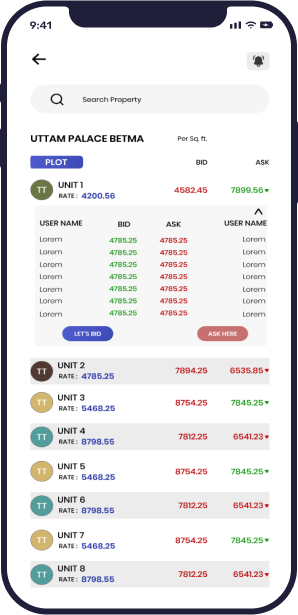 9:41
Search Property
UTTAM PALACE BETMA Per Sq. ft.
PLOT BID ASK
TT UNIT 1 RATE : 4200.56 4582.45 7899.56
USER NAME BID ASK USER NAME
Lorem 4785.25 4785.25 Lorem
Lorem 4785.25 4785.25 Lorem
Lorem 4785.25 4785.25 Lorem
Lorem 4785.25 4785.25 Lorem
Lorem 4785.25 4785.25 Lorem
Lorem 4785.25 4785.25 Lorem
Lorem 4785.25 4785.25 Lorem
LET'S BID ASK HERE
TT UNIT 2 RATE : 4785.25 7894.25 6535.85
TT UNIT 3 RATE : 5468.25 8754.25 7845.25
TT UNIT 4 RATE : 8798.55 7812.25 6541.23
TT UNIT 5 RATE : 5468.25 8754.25 7845.25
TT UNIT 6 RATE : 8798.55 7812.25 6541.23
TT UNIT 7 RATE : 5468.25 8754.25 7845.25
TT UNIT 8 RATE : 8798.55 7812.25 6541.23